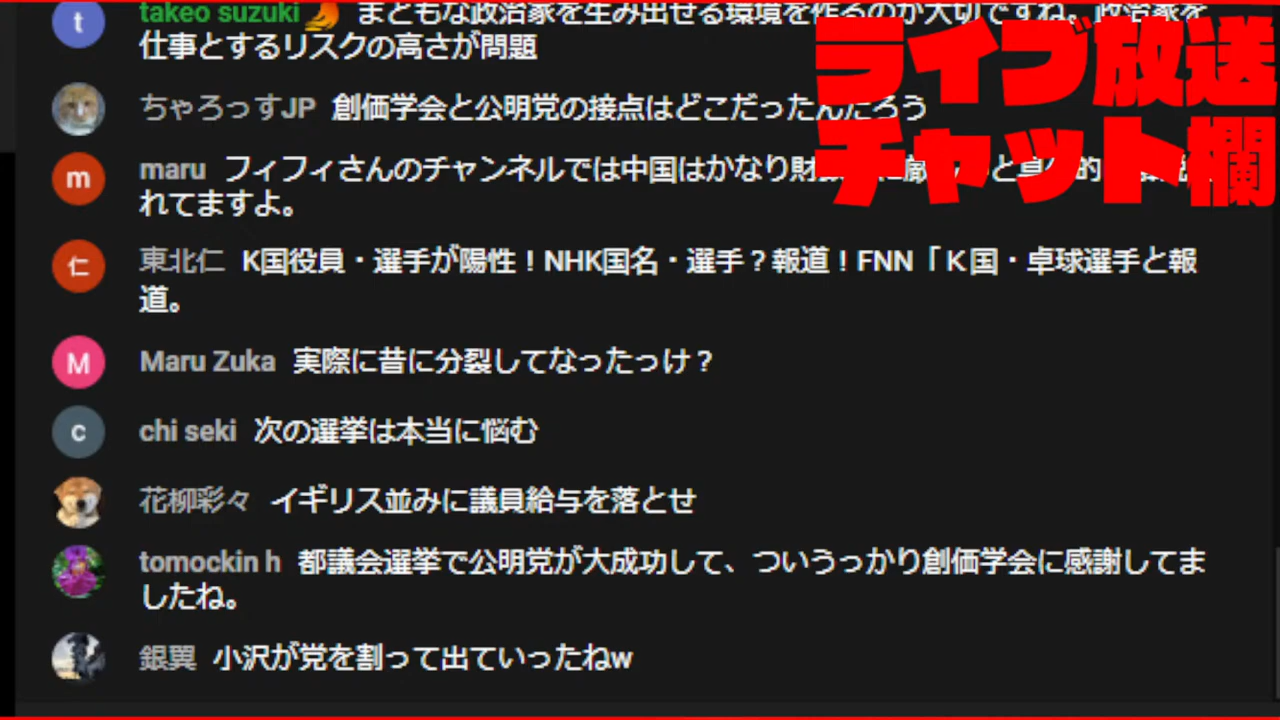 takeo suzuki まともな政治家を生み出せる環境を作るのが大切ですね。政治家を
仕事とするリスクの高さが問題
ライブ放送
チャット欄
ちゃろっすJP 創価学会と公明党の接点はどこだったんだろう
maru フィフィさんのチャンネルでは中国はかなり財
れてますよ。
東北仁 K国役員・選手が陽性！NHK国名・選手？報道！FNN「Ｋ国・卓球選手と報
道。
Maru Zuka 実際に昔に分裂してなったっけ？
chi seki 次の選挙は本当に悩む
花柳彩々 イギリス並みに議員給与を落とせ
tomockin h 都議会選挙で公明党が大成功して、ついうっかり創価学会に感謝してま
したね。
銀翼 小沢が党を割って出ていったねw
t
m
仁
M
c